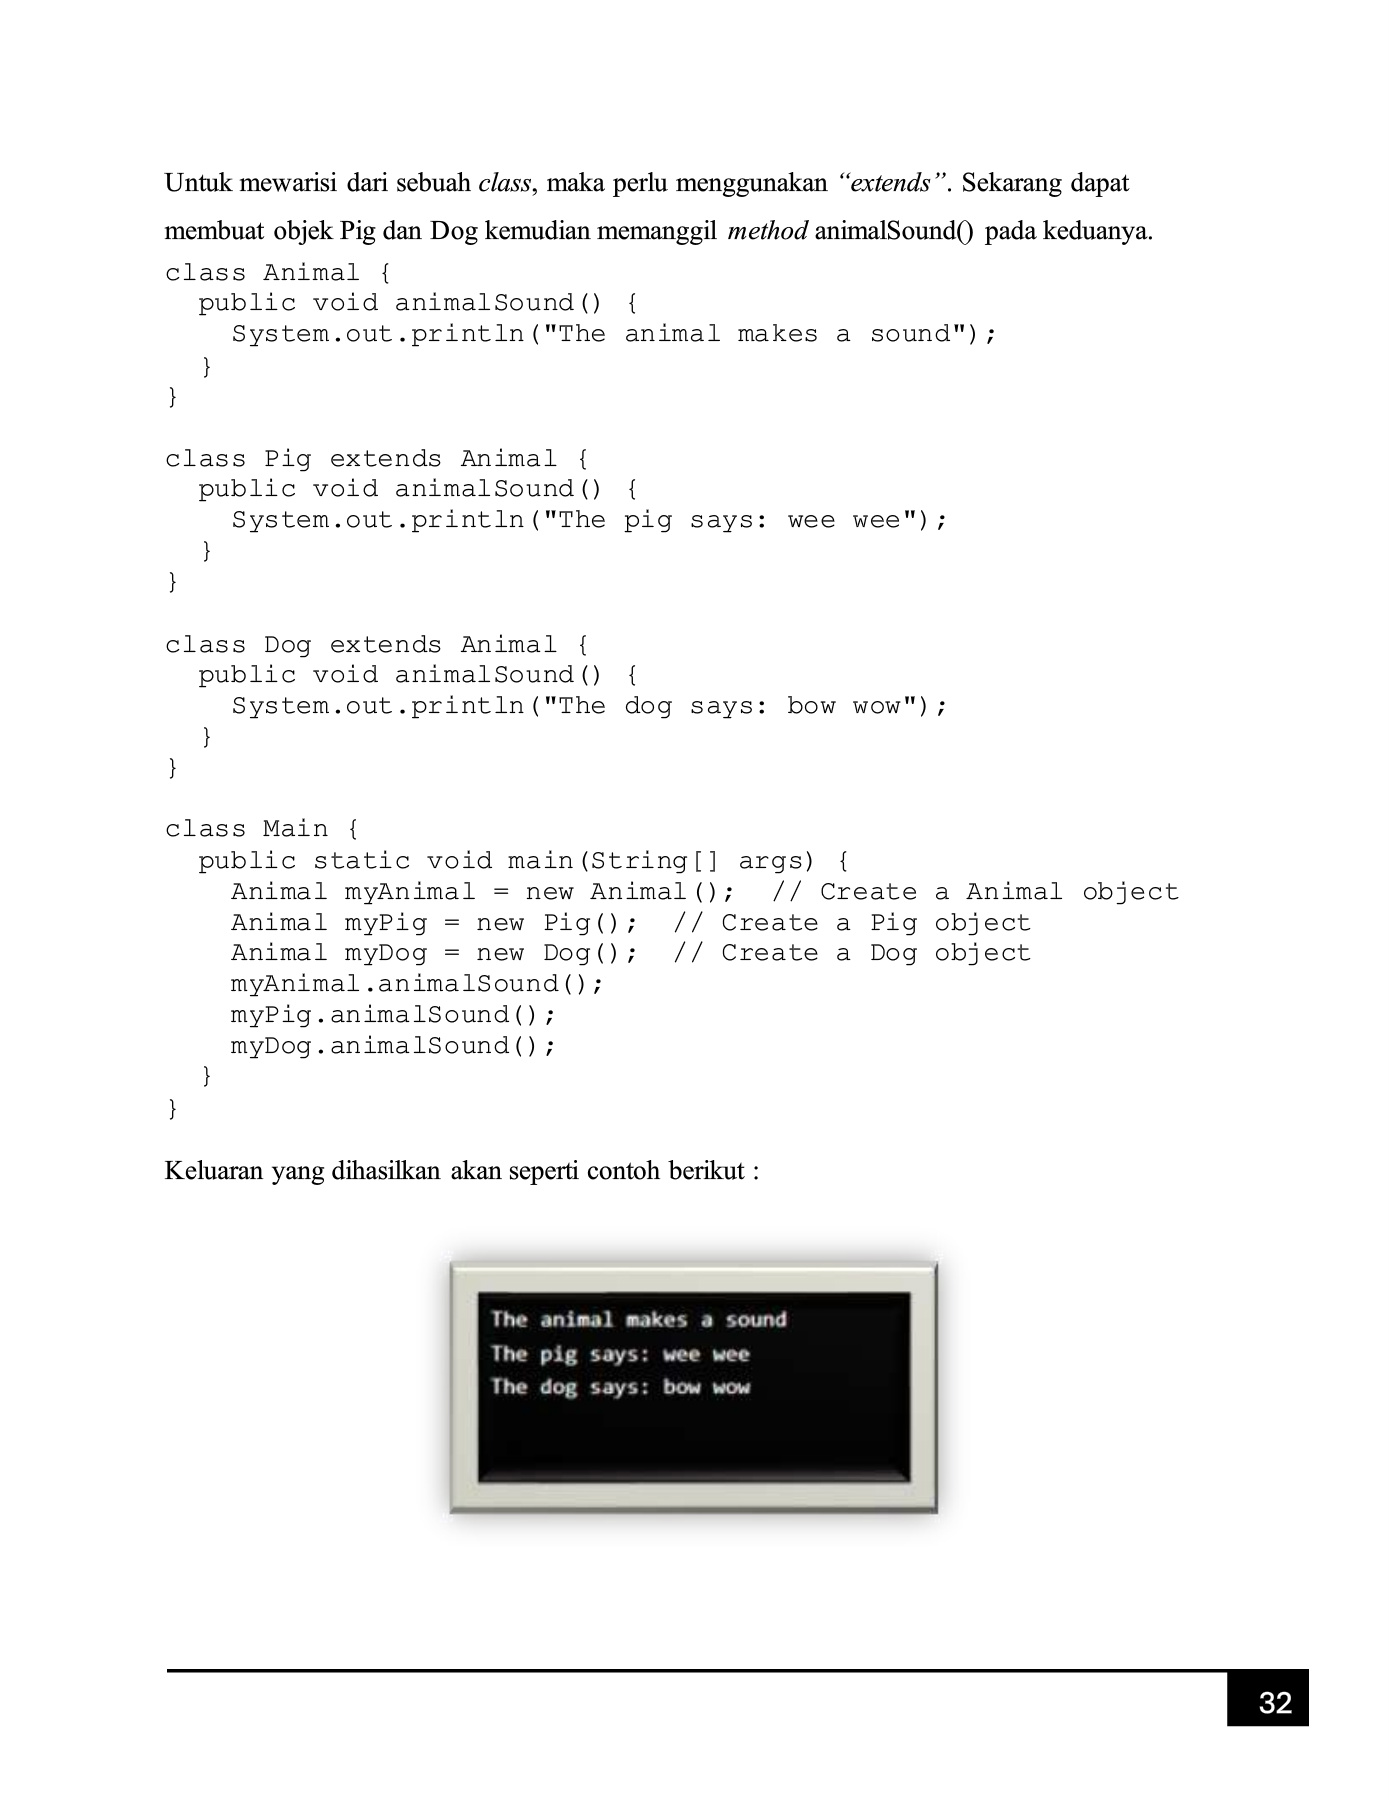 Untuk mewarisi dari sebuah class, maka perlu menggunakan “extends”. Sekarang dapat
membuat objek Pig dan Dog kemudian memanggil method animalSound() pada keduanya.
class Animal {
  public void animalSound() {
    System.out.println("The animal makes a sound");
  }
}

class Pig extends Animal {
  public void animalSound() {
    System.out.println("The pig says: wee wee");
  }
}

class Dog extends Animal {
  public void animalSound() {
    System.out.println("The dog says: bow wow");
  }
}

class Main {
  public static void main(String[] args) {
    Animal myAnimal = new Animal();  // Create a Animal object
    Animal myPig = new Pig();  // Create a Pig object
    Animal myDog = new Dog();  // Create a Dog object
    myAnimal.animalSound();
    myPig.animalSound();
    myDog.animalSound();
  }
}

Keluaran yang dihasilkan akan seperti contoh berikut :
The animal makes a sound
The pig says: wee wee
The dog says: bow wow
32